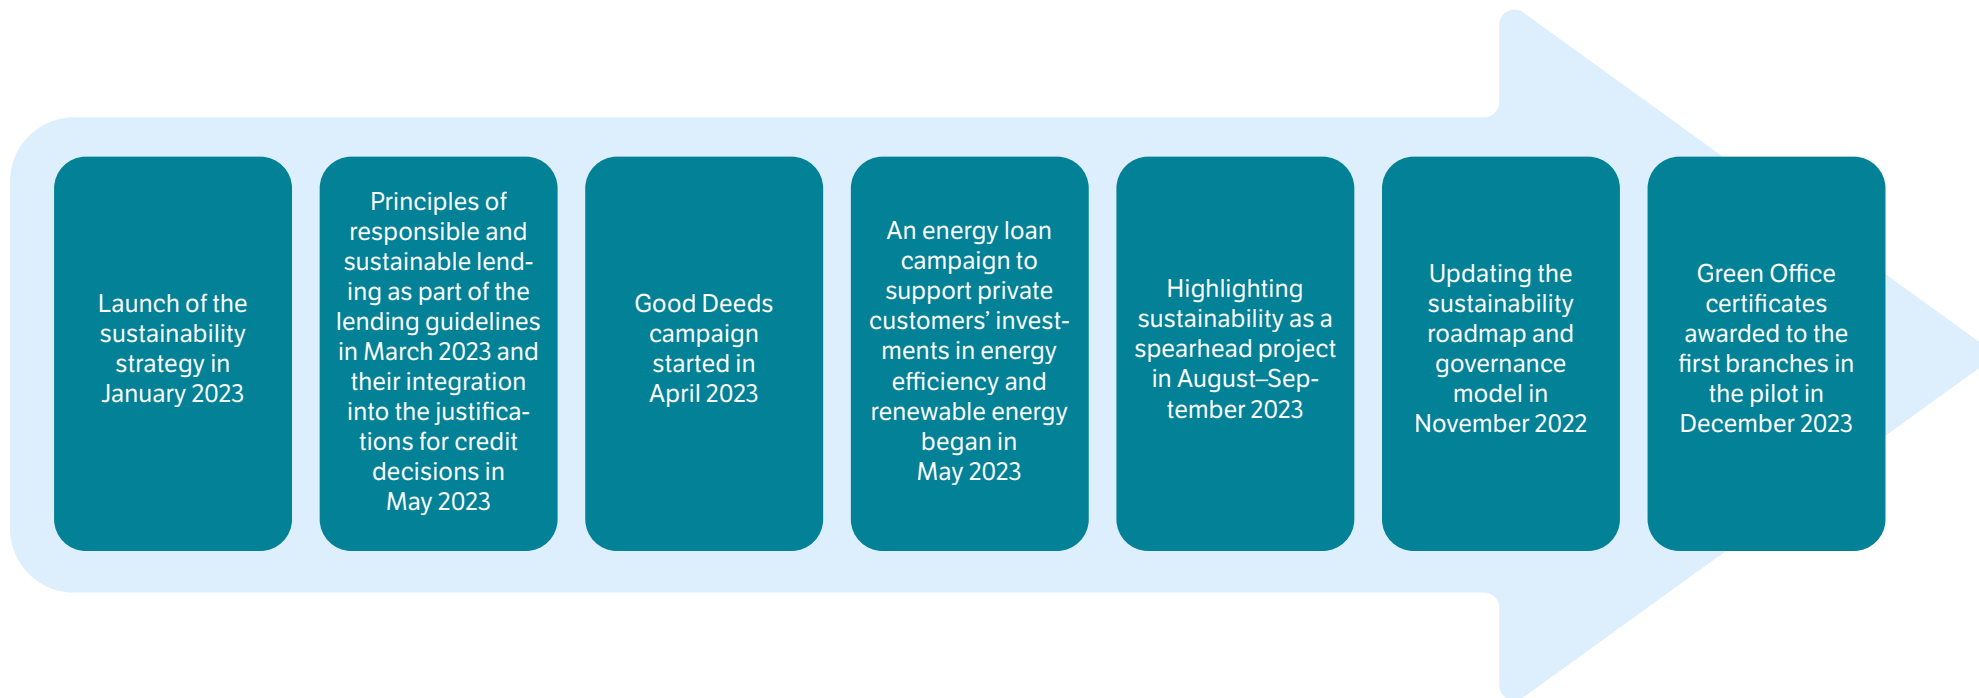 Launch of the
sustainability
strategy in
January 2023
Principles of
responsible and
sustainable lend-
ing as part of the
lending guidelines
in March 2023 and
their integration
into the justifica-
tions for credit
decisions in
May 2023
Good Deeds
campaign
started in
April 2023
An energy loan
campaign to
support private
customers’ invest-
ments in energy
efficiency and
renewable energy
began in
May 2023
Highlighting
sustainability as a
spearhead project
in August–Sep-
tember 2023
Updating the
sustainability
roadmap and
governance
model in
November 2022
Green Office
certificates
awarded to the
first branches in
the pilot in
December 2023